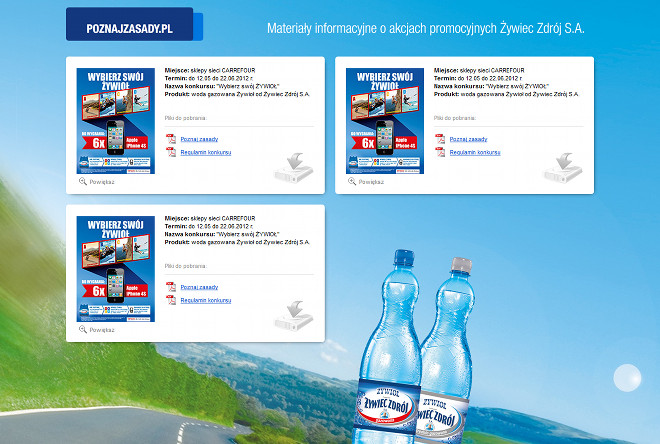 POZNAJZASADY.PL
Materiały informacyjne o akcjach promocyjnych Żywiec Zdrój S.A.
WYBIERZ SWÓJ
ŻYWIOŁ
DO WYGRANIA
6x
Apple
iPhone 4S
Miejsce: sklepy sieci CARREFOUR
Termin: do 12.05 do 22.06.2012 r.
Nazwa konkursu: "Wybierz swój ŻYWIOŁ"
Produkt: woda gazowana Żywioł od Żywiec Zdrój S.A.
Pliki do pobrania:
Poznaj zasady
Regulamin konkursu
Powiększ
WYBIERZ SWÓJ
ŻYWIOŁ
DO WYGRANIA
6x
Apple
iPhone 4S
Miejsce: sklepy sieci CARREFOUR
Termin: do 12.05 do 22.06.2012 r.
Nazwa konkursu: "Wybierz swój ŻYWIOŁ"
Produkt: woda gazowana Żywioł od Żywiec Zdrój S.A.
Pliki do pobrania:
Poznaj zasady
Regulamin konkursu
Powiększ
WYBIERZ SWÓJ
ŻYWIOŁ
DO WYGRANIA
6x
Apple
iPhone 4S
Miejsce: sklepy sieci CARREFOUR
Termin: do 12.05 do 22.06.2012 r.
Nazwa konkursu: "Wybierz swój ŻYWIOŁ"
Produkt: woda gazowana Żywioł od Żywiec Zdrój S.A.
Pliki do pobrania:
Poznaj zasady
Regulamin konkursu
Powiększ
ŻYWIOŁ
ŻYWIEC ZDRÓJ
ŻYWIOŁ
ŻYWIEC ZDRÓJ